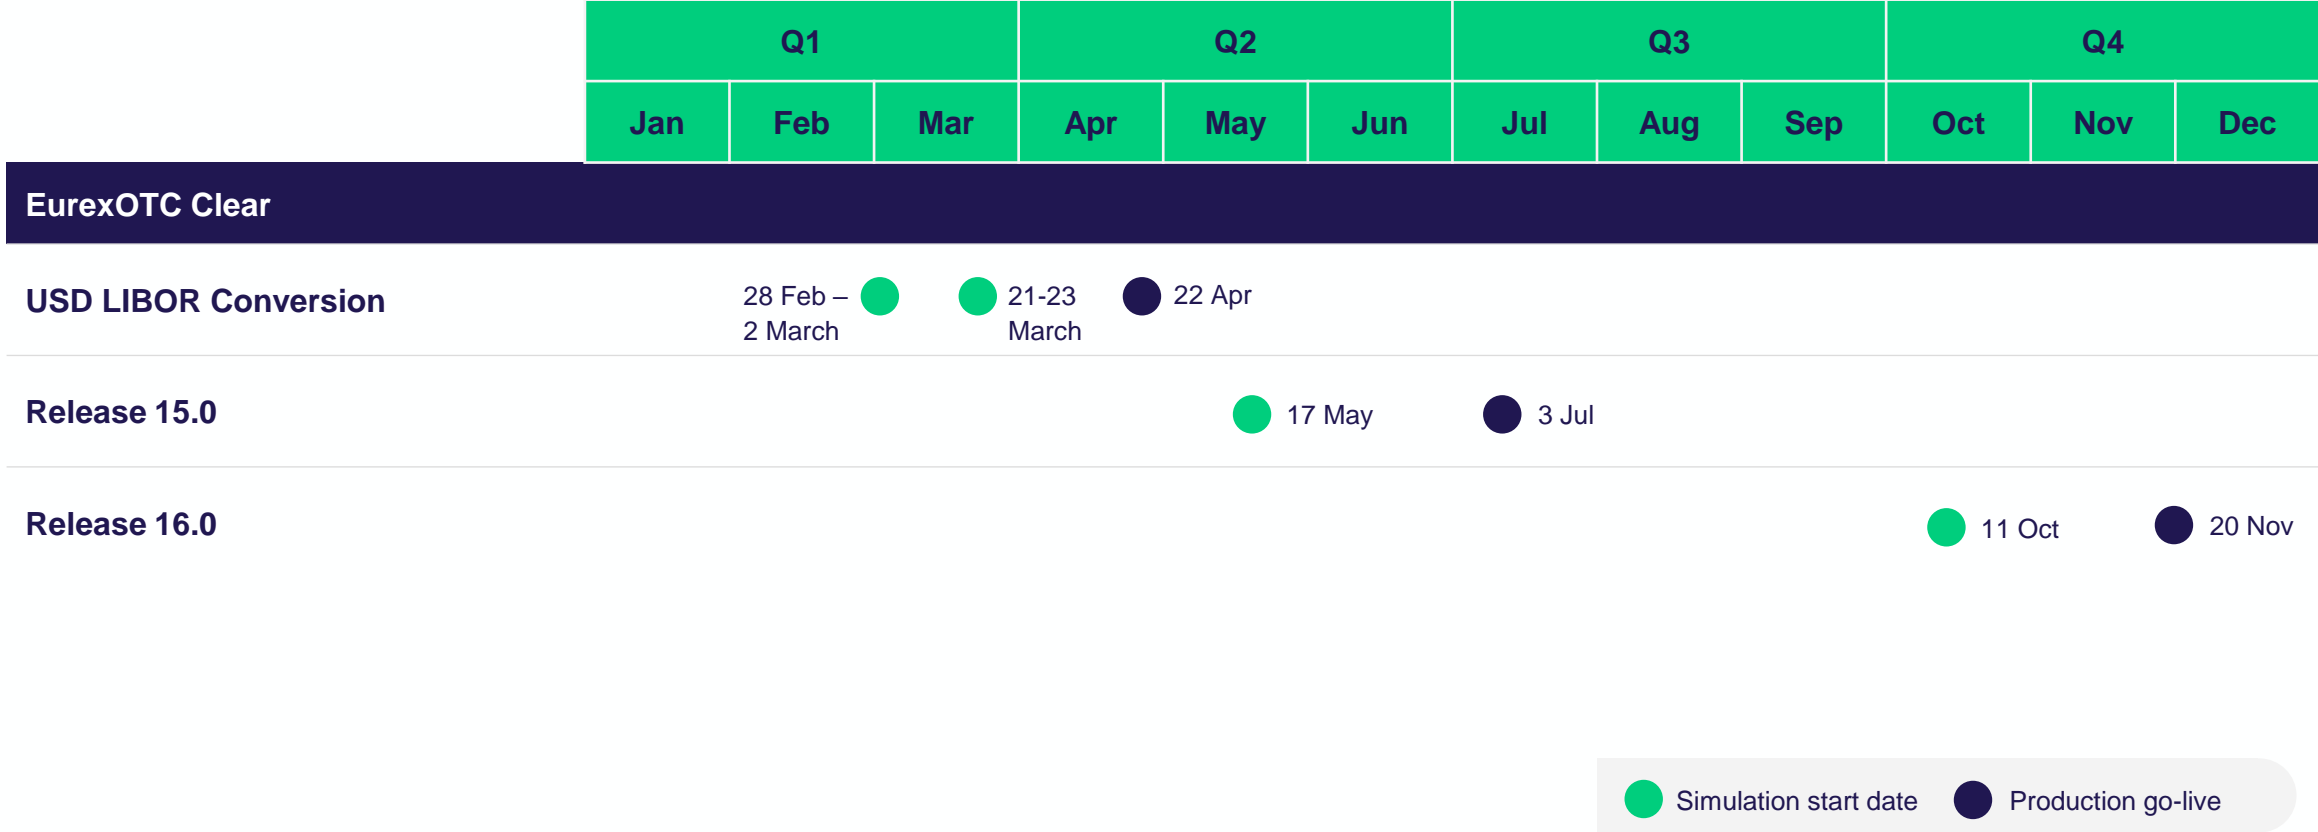 Q1 Q2 Q3 Q4
Jan Feb Mar Apr May Jun Jul Aug Sep Oct Nov Dec
EurexOTC Clear
USD LIBOR Conversion
28 Feb –
2 March
21-23
March
22 Apr
Release 15.0
17 May
3 Jul
Release 16.0
11 Oct
20 Nov
Simulation start date
Production go-live